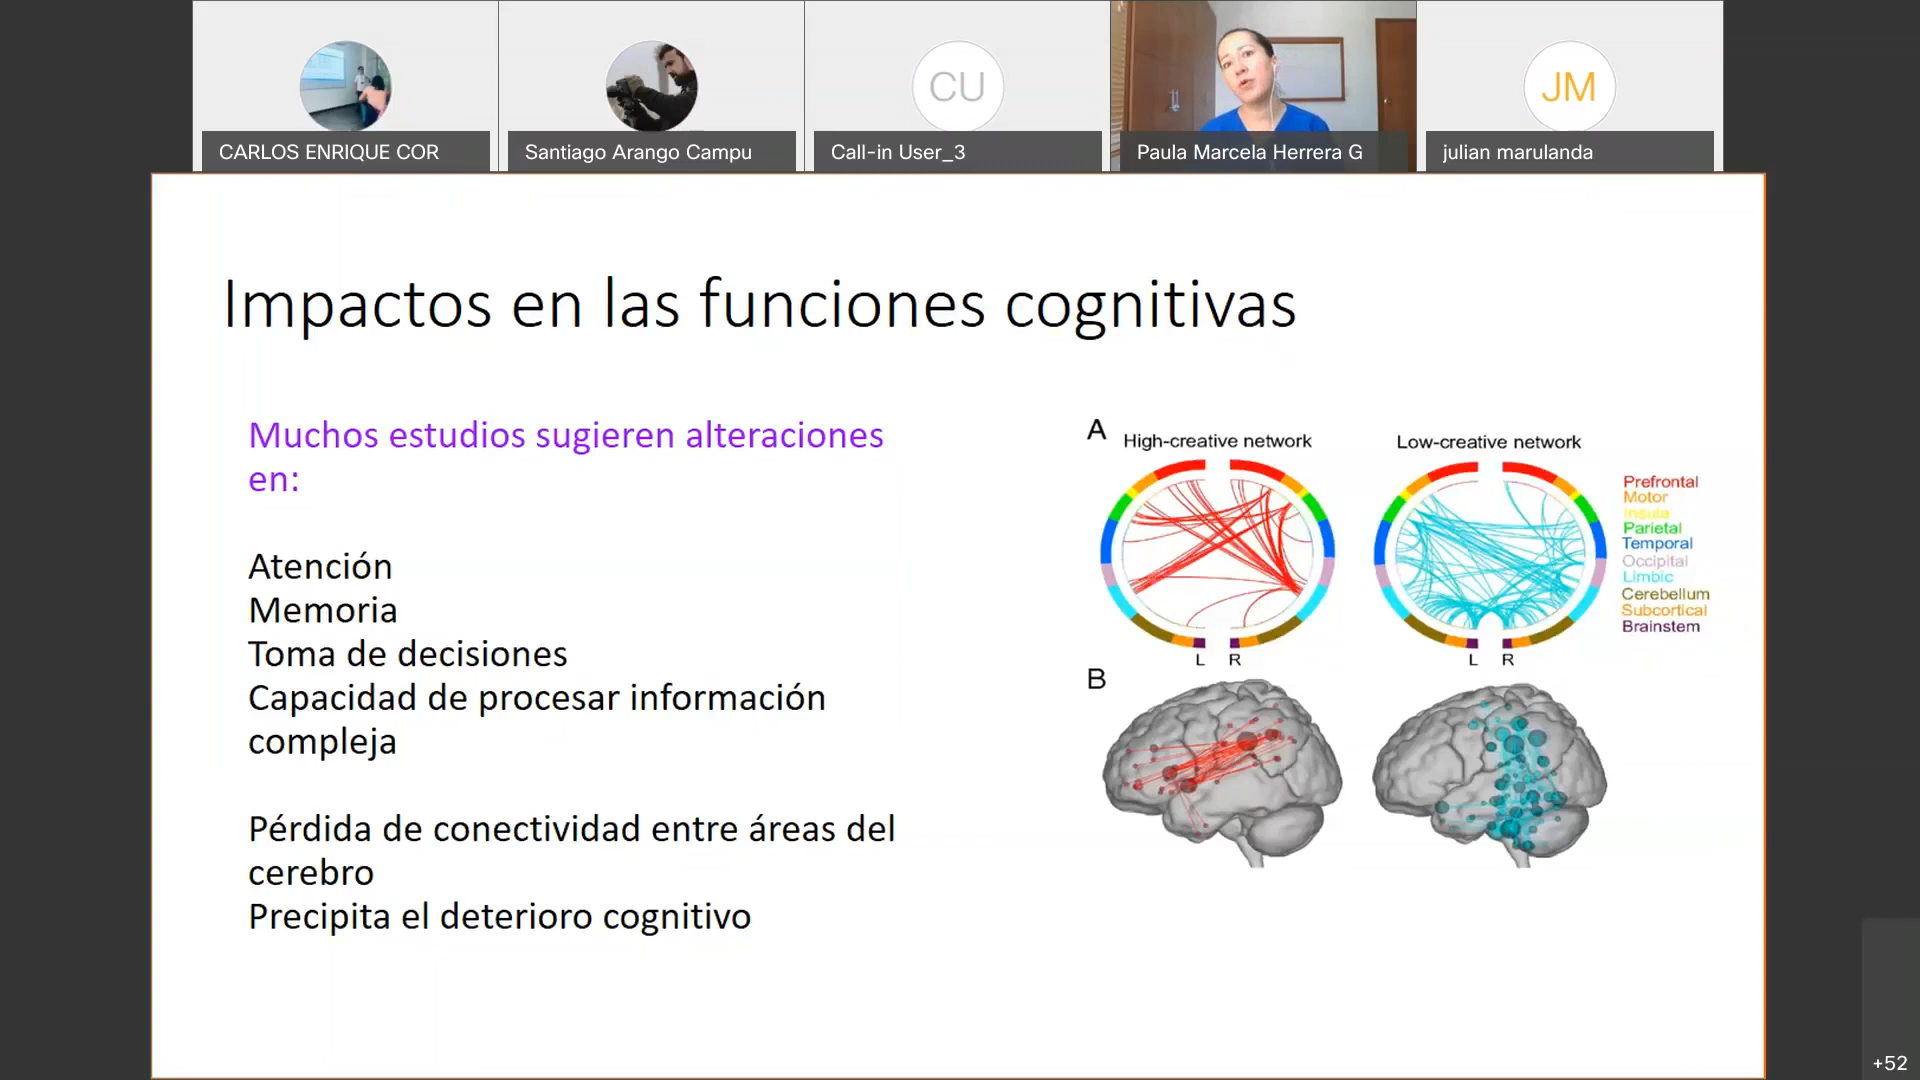 CARLOS ENRIQUE COR
Santiago Arango Campu
CU
Call-in User_3
Paula Marcela Herrera G
JM
julian marulanda
Impactos en las funciones cognitivas
Muchos estudios sugieren alteraciones
en:
Atención
Memoria
Toma de decisiones
Capacidad de procesar información
compleja
Pérdida de conectividad entre áreas del
cerebro
Precipita el deterioro cognitivo
A
High-creative network
Low-creative network
Prefrontal
Motor
Insula
Parietal
Temporal
Occipital
Limbic
Cerebellum
Subcortical
Brainstem
L R
L R
B
+52